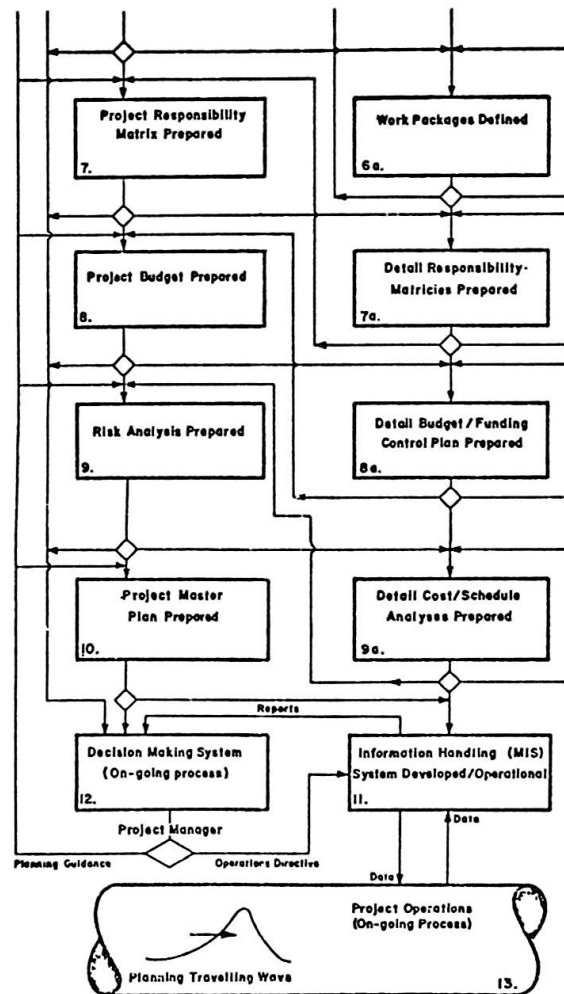 Project Responsibility
Matrix Prepared
7.
Work Packages Defined
6a.
Project Budget Prepared
8.
Detail Responsibility-
Matricies Prepared
7a.
Risk Analysis Prepared
9.
Detail Budget/Funding
Control Plan Prepared
8a.
Project Master
Plan Prepared
10.
Detail Cost/Schedule
Analyses Prepared
9a.
Reports
Decision Making System
(On-going process)
12.
Information Handling (MIS)
System Developed/Operational
11.
Project Manager
Planning Guidance
Operations Directive
Data
Data
Project Operations
(On-going Process)
Planning Travelling Wave
13.